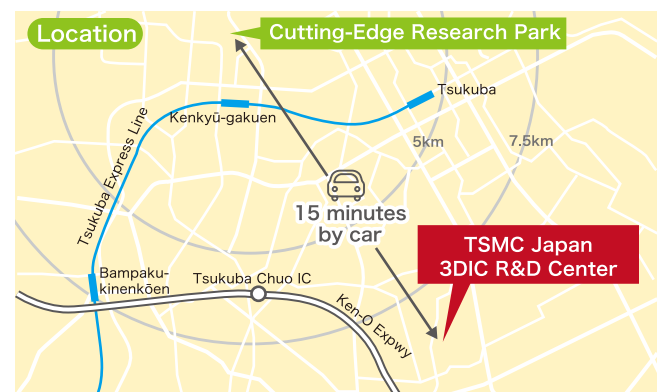 Location
Cutting-Edge Research Park
Tsukuba
Kenkyū-gakuen
Tsukuba Express Line
5km
7.5km
15 minutes
by car
TSMC Japan
3DIC R&D Center
Bampaku-
kinenkōen
Tsukuba Chuo IC
Ken-O Expwy